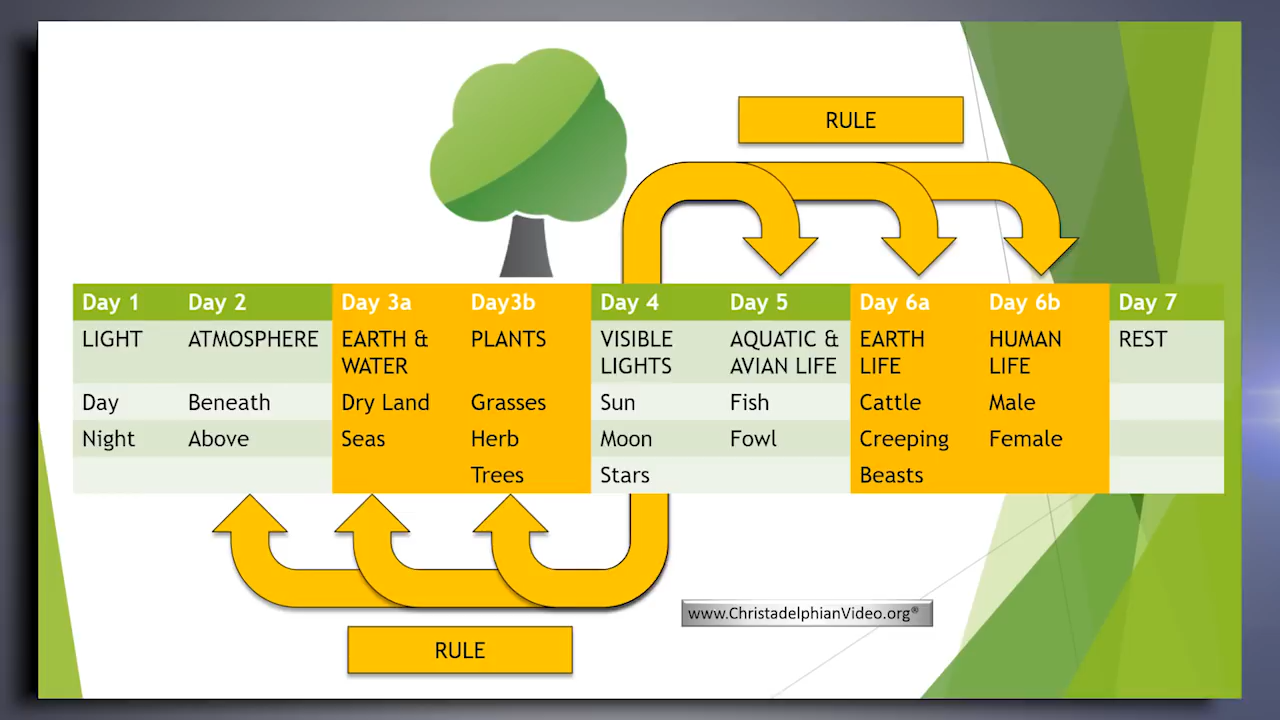 RULE
Day 1 Day 2 Day 3a Day3b Day 4 Day 5 Day 6a Day 6b Day 7
LIGHT ATMOSPHERE EARTH & PLANTS VISIBLE AQUATIC & EARTH HUMAN REST
WATER LIGHTS AVIAN LIFE LIFE LIFE
Day Beneath Dry Land Grasses Sun Fish Cattle Male
Night Above Seas Herb Moon Fowl Creeping Female
Trees Stars Beasts
www.ChristadelphianVideo.org®
RULE